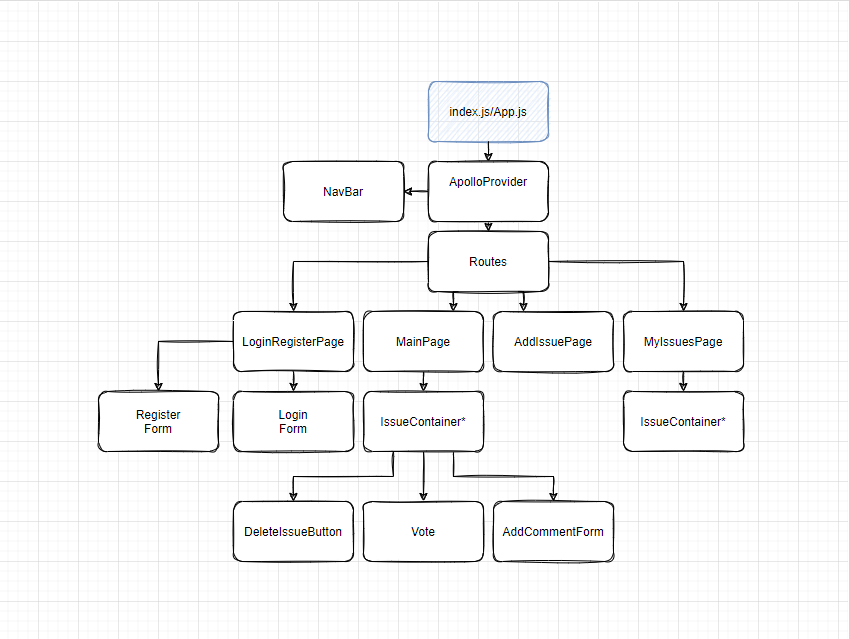 index.js/App.js
NavBar
ApolloProvider
Routes
LoginRegisterPage
MainPage
AddIssuePage
MyIssuesPage
Register
Form
Login
Form
IssueContainer*
IssueContainer*
DeleteIssueButton
Vote
AddCommentForm